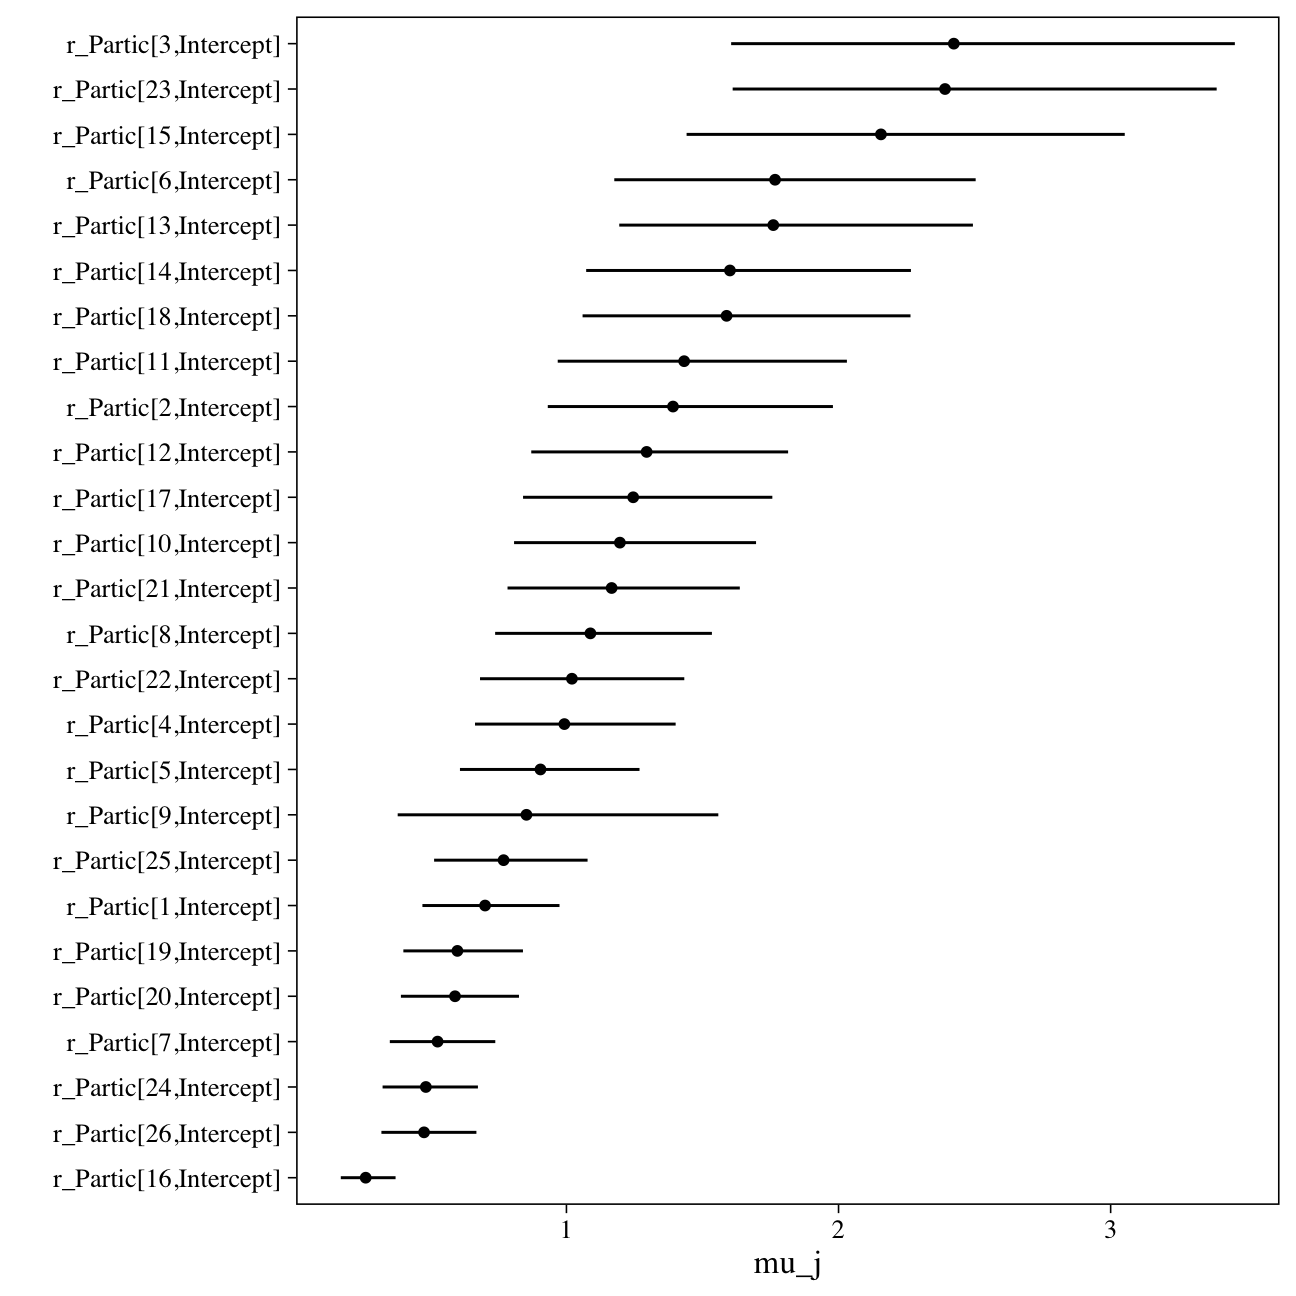 r_Partic[3,Intercept]
r_Partic[23,Intercept]
r_Partic[15,Intercept]
r_Partic[6,Intercept]
r_Partic[13,Intercept]
r_Partic[14,Intercept]
r_Partic[18,Intercept]
r_Partic[11,Intercept]
r_Partic[2,Intercept]
r_Partic[12,Intercept]
r_Partic[17,Intercept]
r_Partic[10,Intercept]
r_Partic[21,Intercept]
r_Partic[8,Intercept]
r_Partic[22,Intercept]
r_Partic[4,Intercept]
r_Partic[5,Intercept]
r_Partic[9,Intercept]
r_Partic[25,Intercept]
r_Partic[1,Intercept]
r_Partic[19,Intercept]
r_Partic[20,Intercept]
r_Partic[7,Intercept]
r_Partic[24,Intercept]
r_Partic[26,Intercept]
r_Partic[16,Intercept]
1 2 3
mu_j